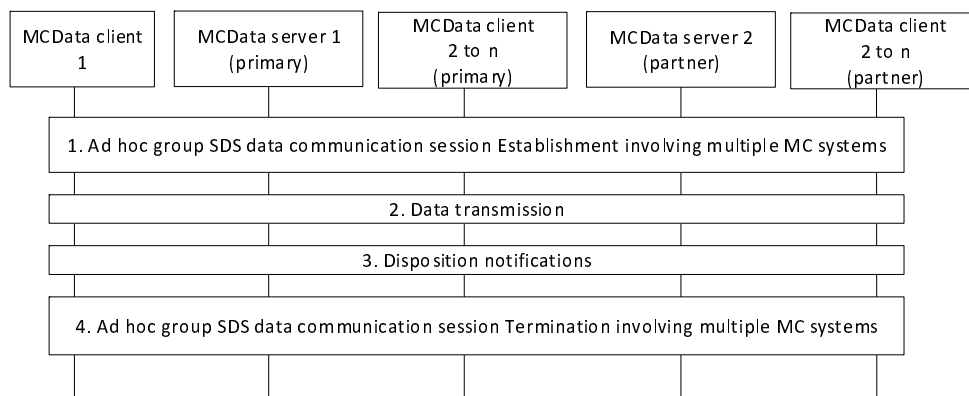 MCData client
1
MCData server 1
(primary)
MCData client
2 to n
(primary)
MCData server 2
(partner)
MCData client
2 to n
(partner)
1. Ad hoc group SDS data communication session Establishment involving multiple MC systems
2. Data transmission
3. Disposition notifications
4. Ad hoc group SDS data communication session Termination involving multiple MC systems